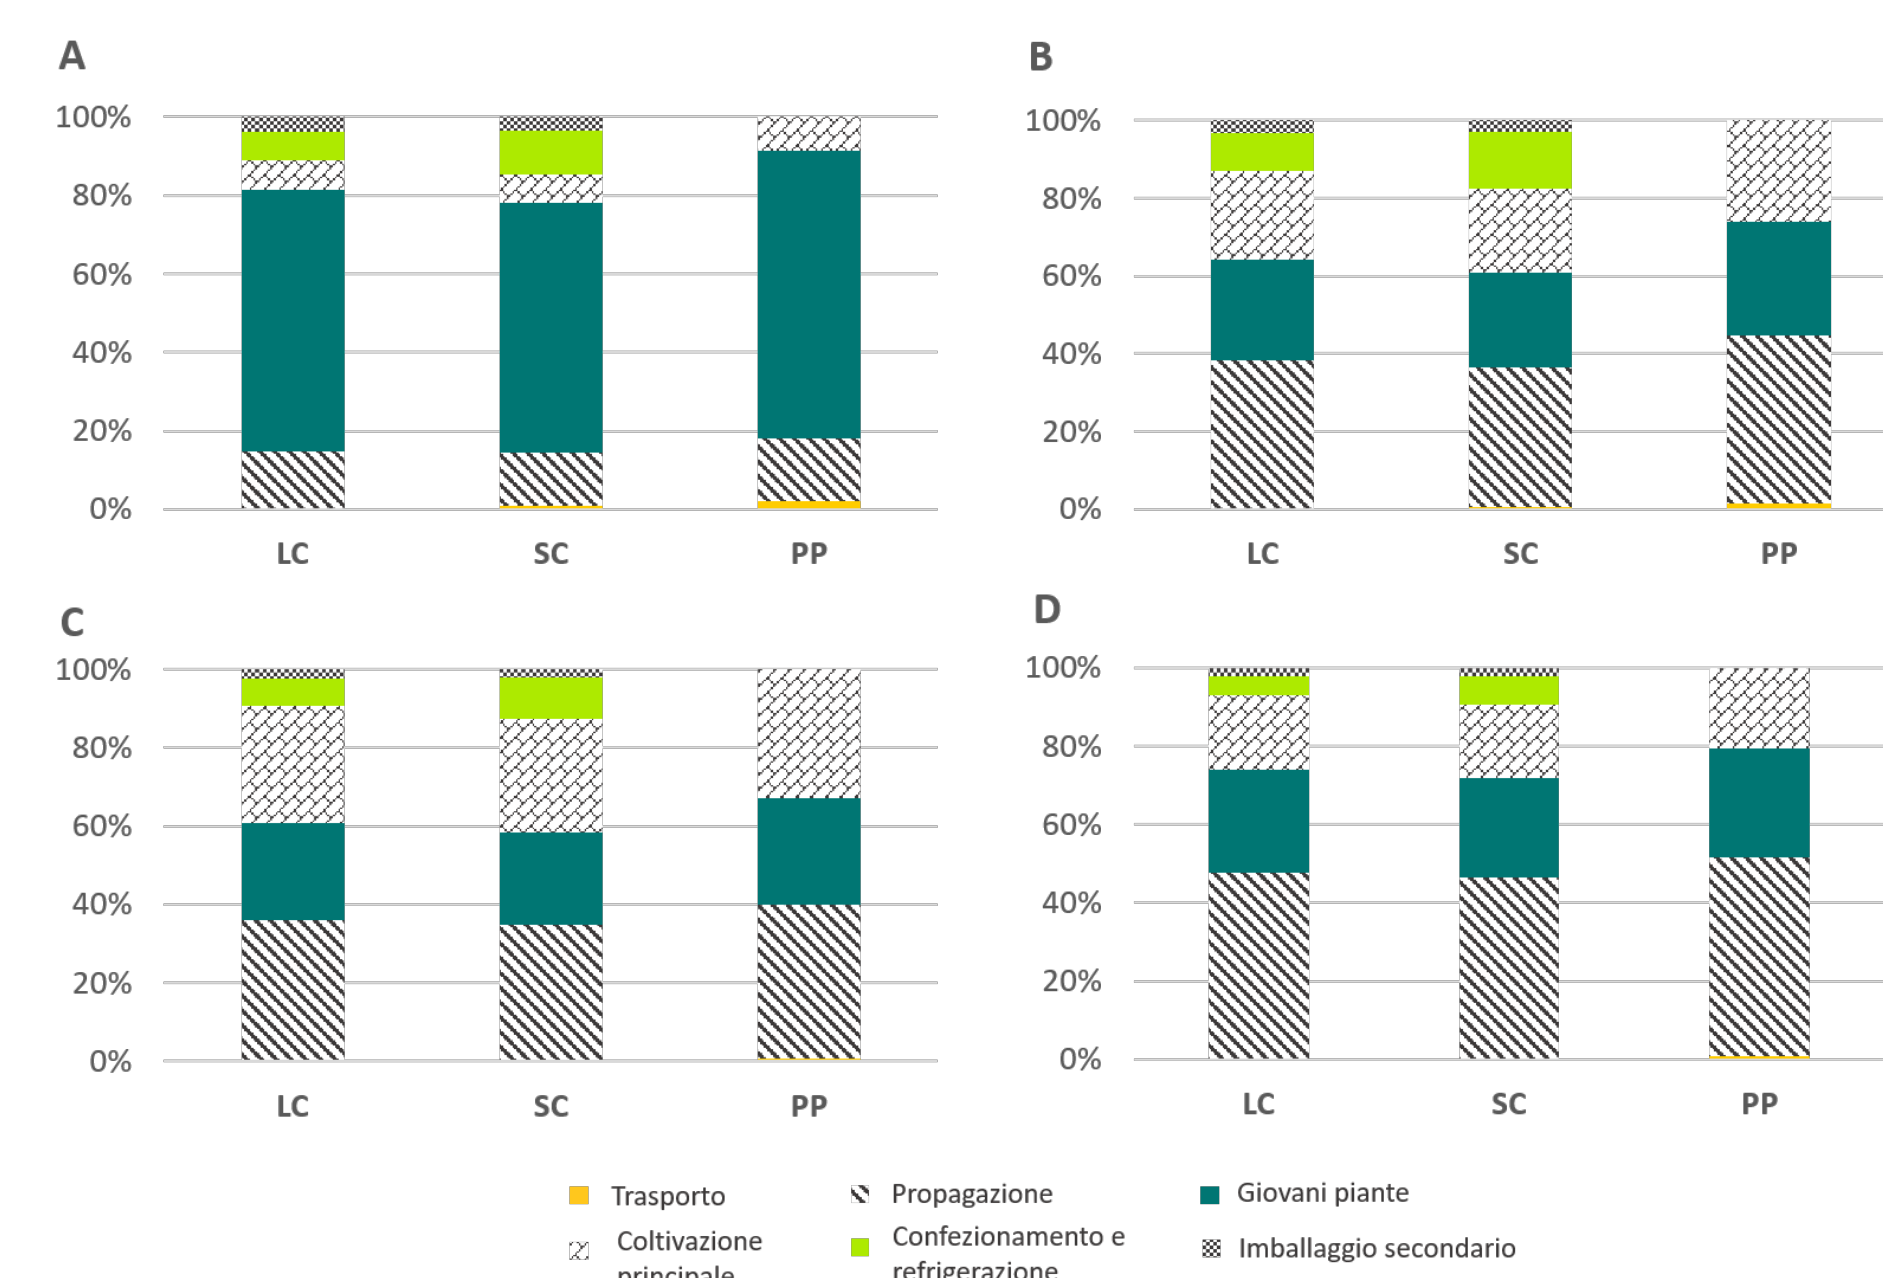 A
100%
80%
60%
40%
20%
0%
LC SC PP
B
100%
80%
60%
40%
20%
0%
LC SC PP
C
100%
80%
60%
40%
20%
0%
LC SC PP
D
100%
80%
60%
40%
20%
0%
LC SC PP
Trasporto
Propagazione
Giovani piante
Coltivazione
principale
Confezionamento e
refrigerazione
Imballaggio secondario